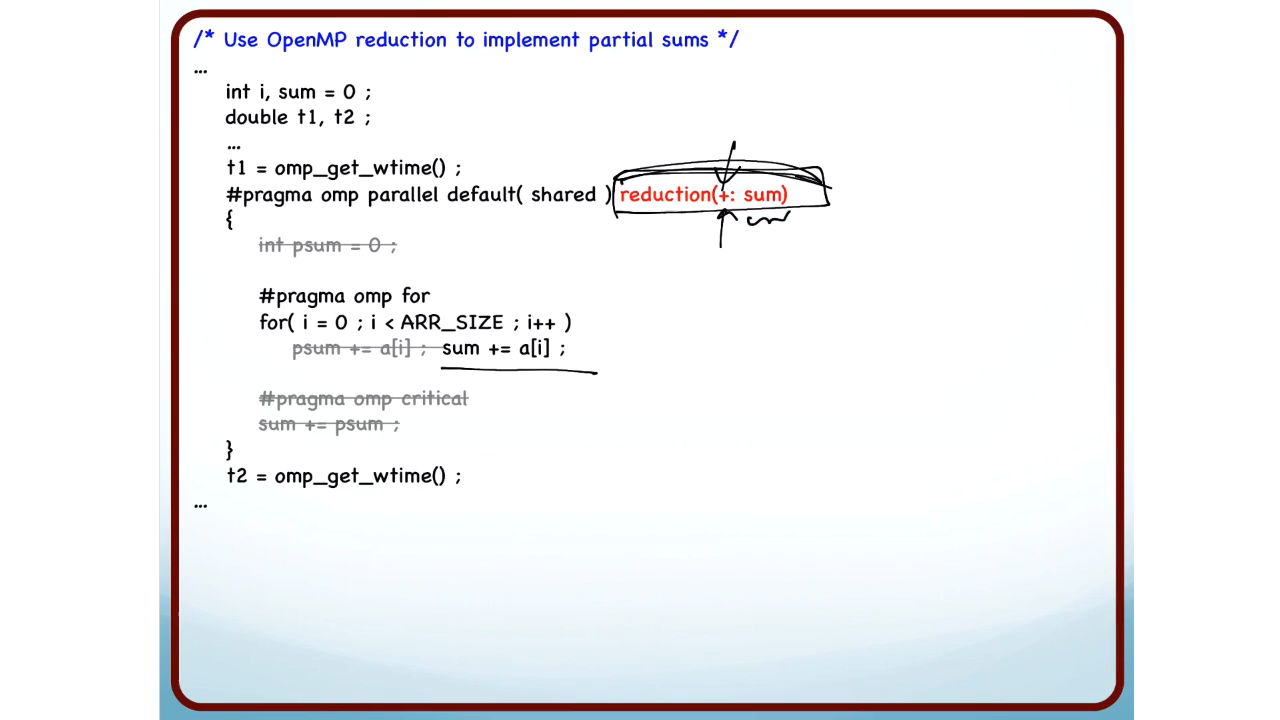 /* Use OpenMP reduction to implement partial sums */
...
int i, sum = 0 ;
double t1, t2 ;
...
t1 = omp_get_wtime() ;
#pragma omp parallel default( shared ) reduction(+: sum)
{
int psum = 0 ;
#pragma omp for
for( i = 0 ; i < ARR_SIZE ; i++ )
psum += a[i] ; sum += a[i] ;
#pragma omp critical
sum += psum ;
}
t2 = omp_get_wtime() ;
...